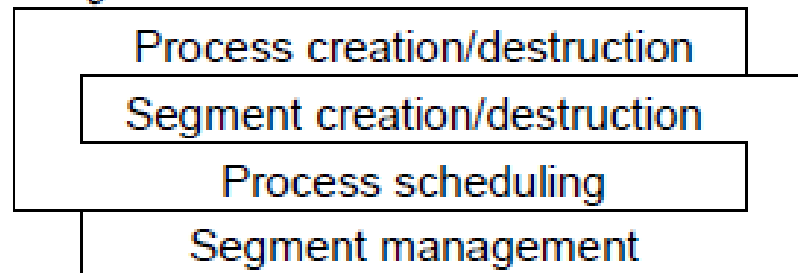 Process creation/destruction
Segment creation/destruction
Process scheduling
Segment management